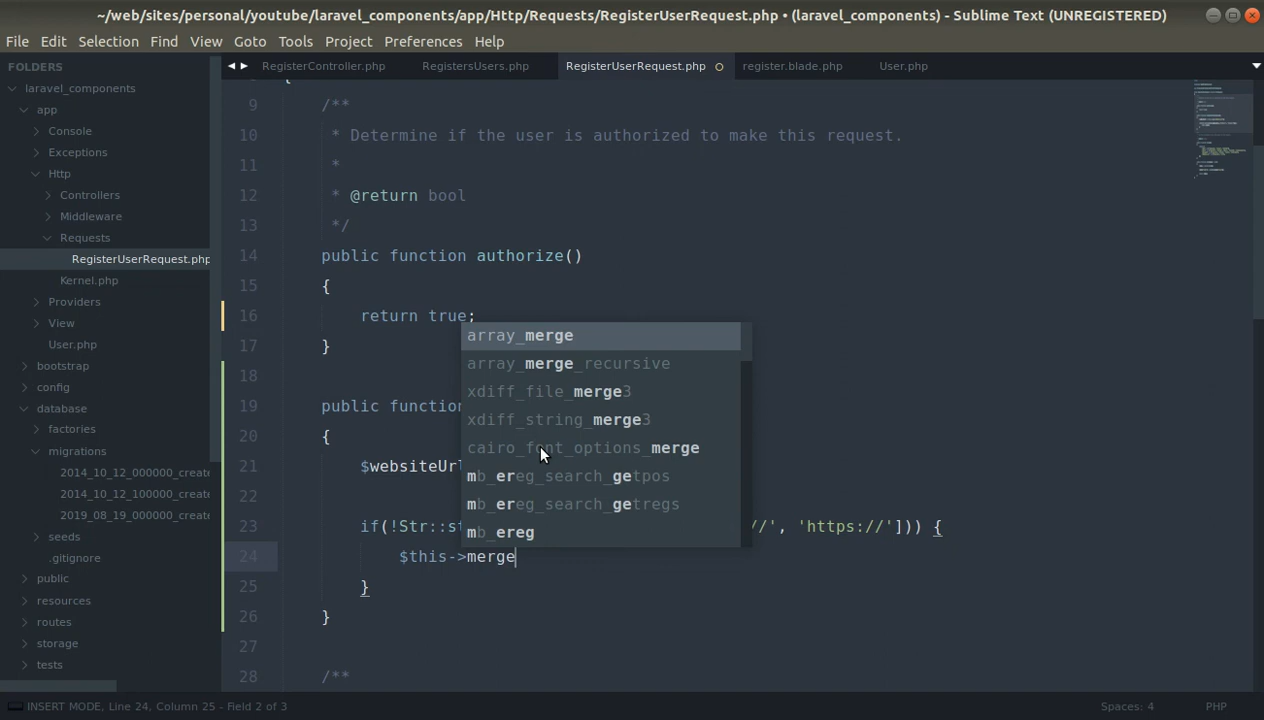 ~/web/sites/personal/youtube/laravel_components/app/Http/Requests/RegisterUserRequest.php • (laravel_components) - Sublime Text (UNREGISTERED)
File Edit Selection Find View Goto Tools Project Preferences Help
FOLDERS
laravel_components
app
Console
Exceptions
Http
Controllers
Middleware
Requests
RegisterUserRequest.php
Kernel.php
Providers
View
User.php
bootstrap
config
database
factories
migrations
2014_10_12_000000_create
2014_10_12_100000_create
2019_08_19_000000_create
seeds
.gitignore
public
resources
routes
storage
tests
RegisterController.php RegistersUsers.php RegisterUserRequest.php register.blade.php User.php
9 /**
10 * Determine if the user is authorized to make this request.
11 *
12 * @return bool
13 */
14 public function authorize()
15 {
16 return true;
17 }
18
19 public function
20 {
21 $websiteUrl
22
23 if(!Str::st //', 'https://'])) {
24 $this->merge
25 }
26 }
27
28 /**
array_merge
array_merge_recursive
xdiff_file_merge3
xdiff_string_merge3
cairo_font_options_merge
mb_ereg_search_getpos
mb_ereg_search_getregs
mb_ereg
INSERT MODE, Line 24, Column 25 - Field 2 of 3 Spaces: 4 PHP